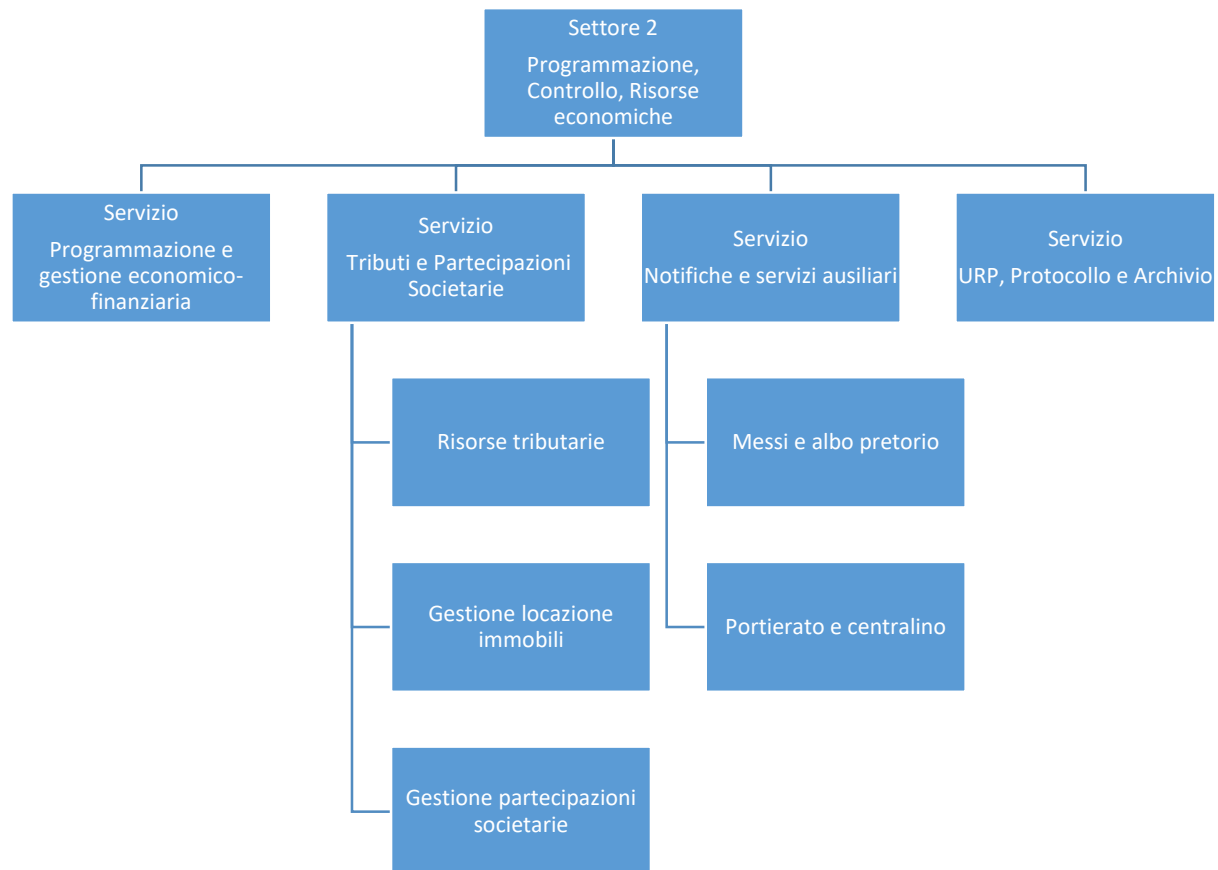 Settore 2
Programmazione,
Controllo, Risorse
economiche
Servizio
Programmazione e
gestione economico-
finanziaria
Servizio
Tributi e Partecipazioni
Societarie
Servizio
Notifiche e servizi ausiliari
Servizio
URP, Protocollo e Archivio
Risorse tributarie
Messi e albo pretorio
Gestione locazione
immobili
Portierato e centralino
Gestione partecipazioni
societarie